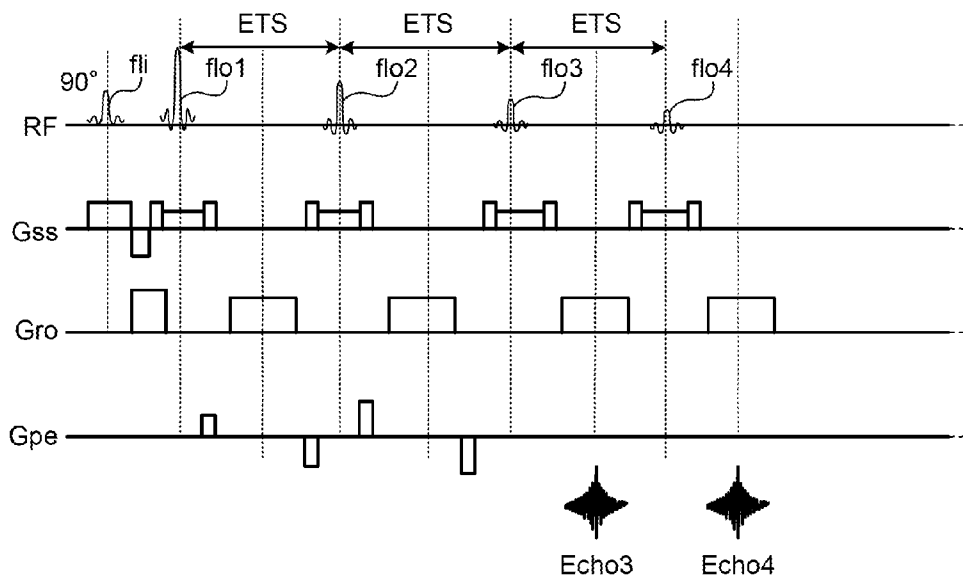 ETS ETS ETS
90° fli flo1 flo2 flo3 flo4
RF
Gss
Gro
Gpe
Echo3 Echo4